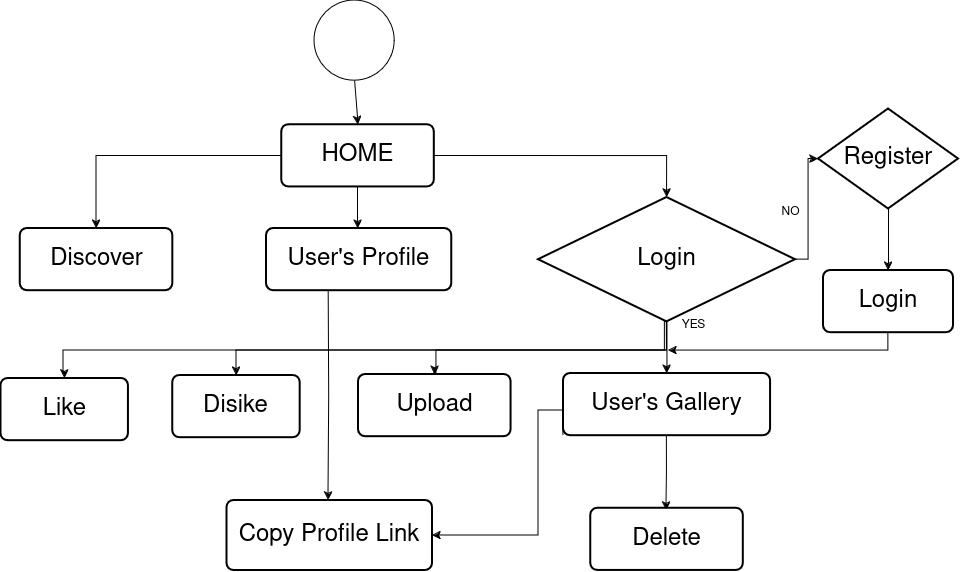 HOME
Register
Discover
User's Profile
Login
NO
Login
YES
Like
Disike
Upload
User's Gallery
Copy Profile Link
Delete